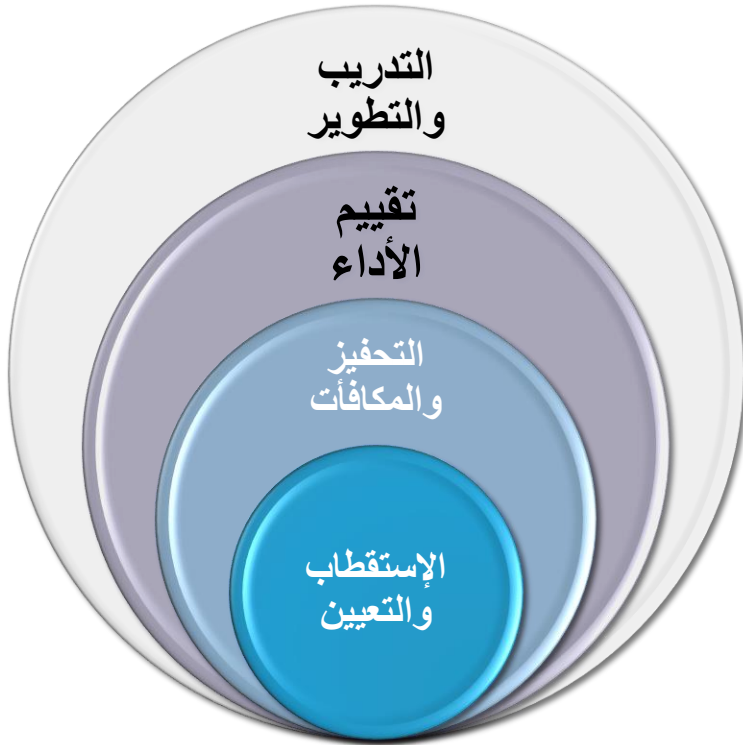 التدريب
والتطوير
تقييم
الأداء
التحفيز
والمكافأت
الإستقطاب
والتعيين